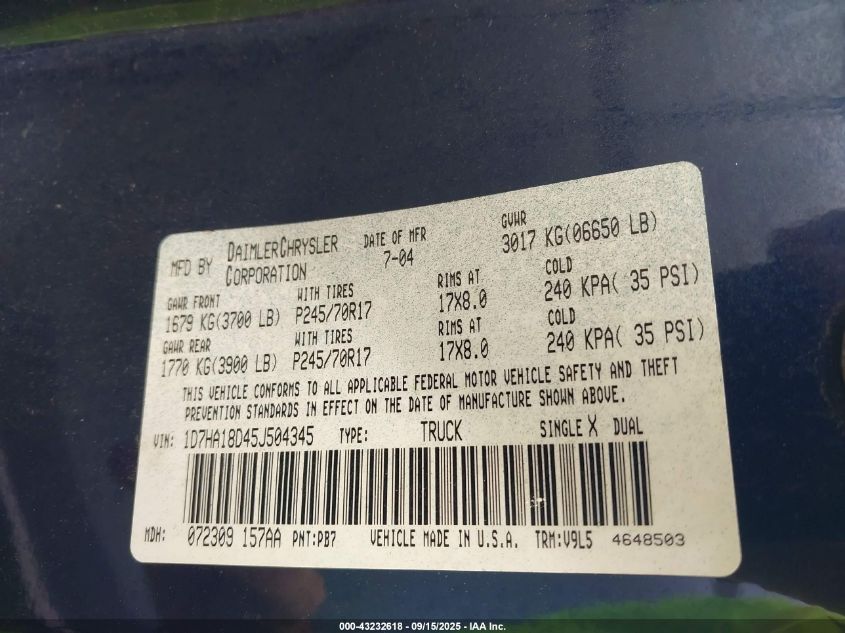 MFD BY DAIMLERCHRYSLER CORPORATION
DATE OF MFR 7-04
GVWR 3017 KG(06650 LB)
GAWR FRONT WITH TIRES RIMS AT COLD
1679 KG(3700 LB) P245/70R17 17X8.0 240 KPA( 35 PSI)
GAWR REAR WITH TIRES RIMS AT COLD
1770 KG(3900 LB) P245/70R17 17X8.0 240 KPA( 35 PSI)
THIS VEHICLE CONFORMS TO ALL APPLICABLE FEDERAL MOTOR VEHICLE SAFETY AND THEFT
PREVENTION STANDARDS IN EFFECT ON THE DATE OF MANUFACTURE SHOWN ABOVE.
VIN: 1D7HA18D45J504345 TYPE: TRUCK SINGLE X DUAL
MDH: 072309 157AA PNT:PB7 VEHICLE MADE IN U.S.A. TRM:V9L5 4648503
000-43232618 - 09/15/2025 - IAA Inc.